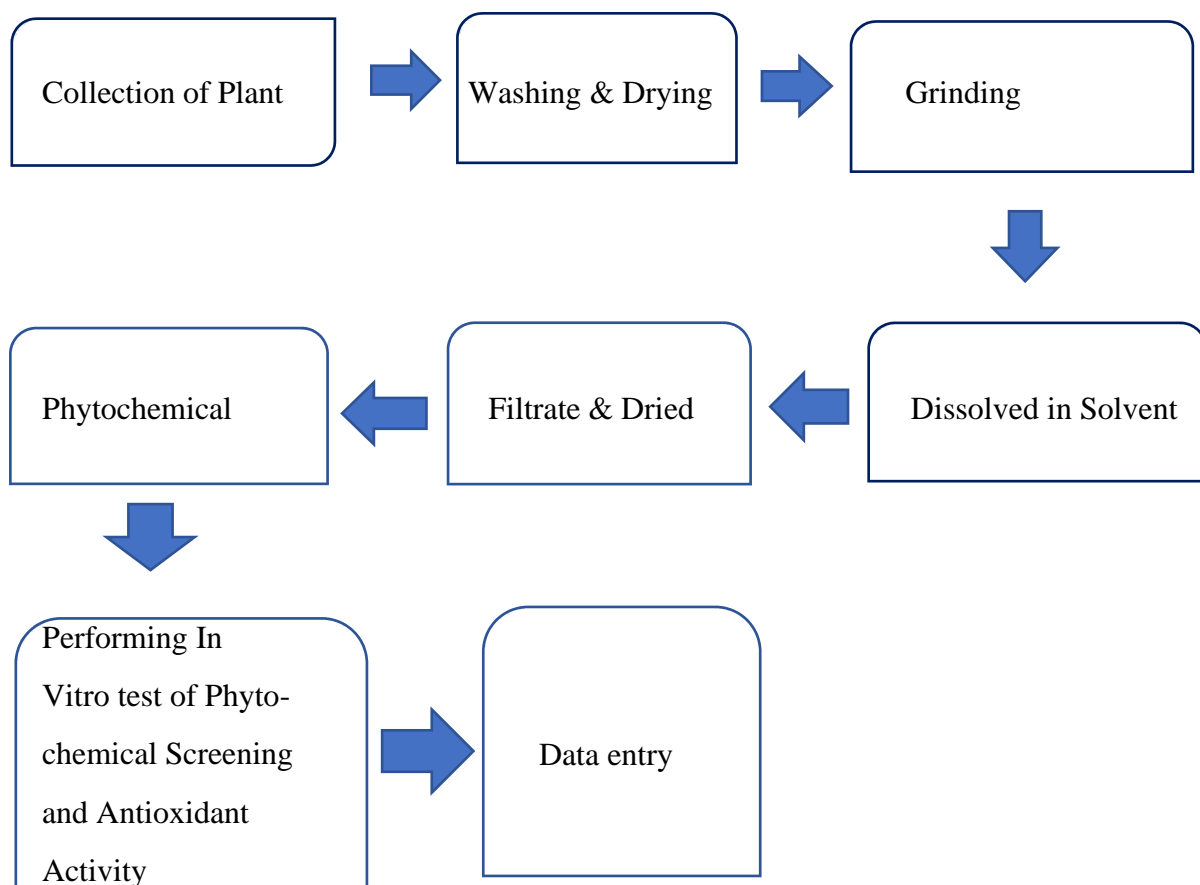 Collection of Plant
Washing & Drying
Grinding
Dissolved in Solvent
Filtrate & Dried
Phytochemical
Performing In
Vitro test of Phyto-
chemical Screening
and Antioxidant
Activity
Data entry